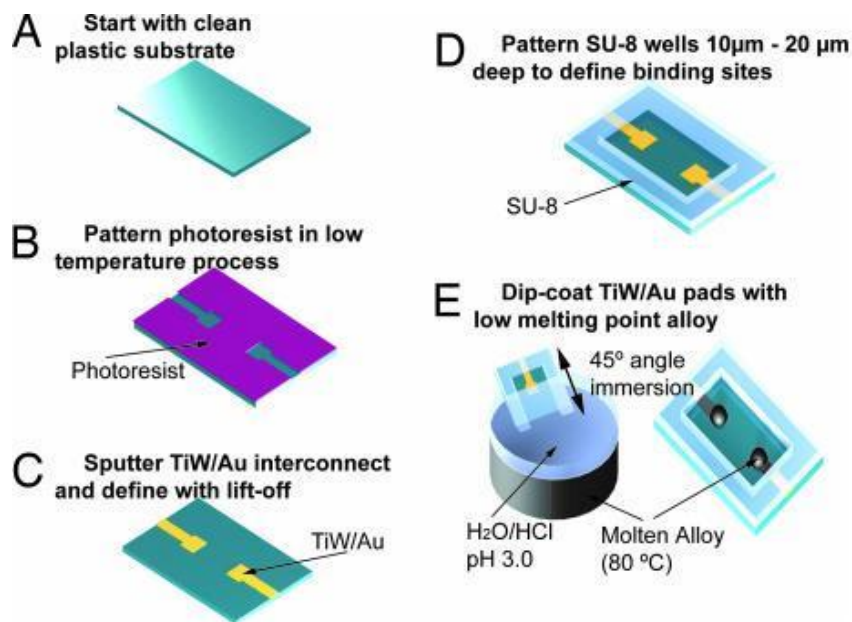 A
Start with clean
plastic substrate
B
Pattern photoresist in low
temperature process
Photoresist
C
Sputter TiW/Au interconnect
and define with lift-off
TiW/Au
D
Pattern SU-8 wells 10µm - 20 µm
deep to define binding sites
SU-8
E
Dip-coat TiW/Au pads with
low melting point alloy
45º angle
immersion
H₂O/HCl
pH 3.0
Molten Alloy
(80 ºC)